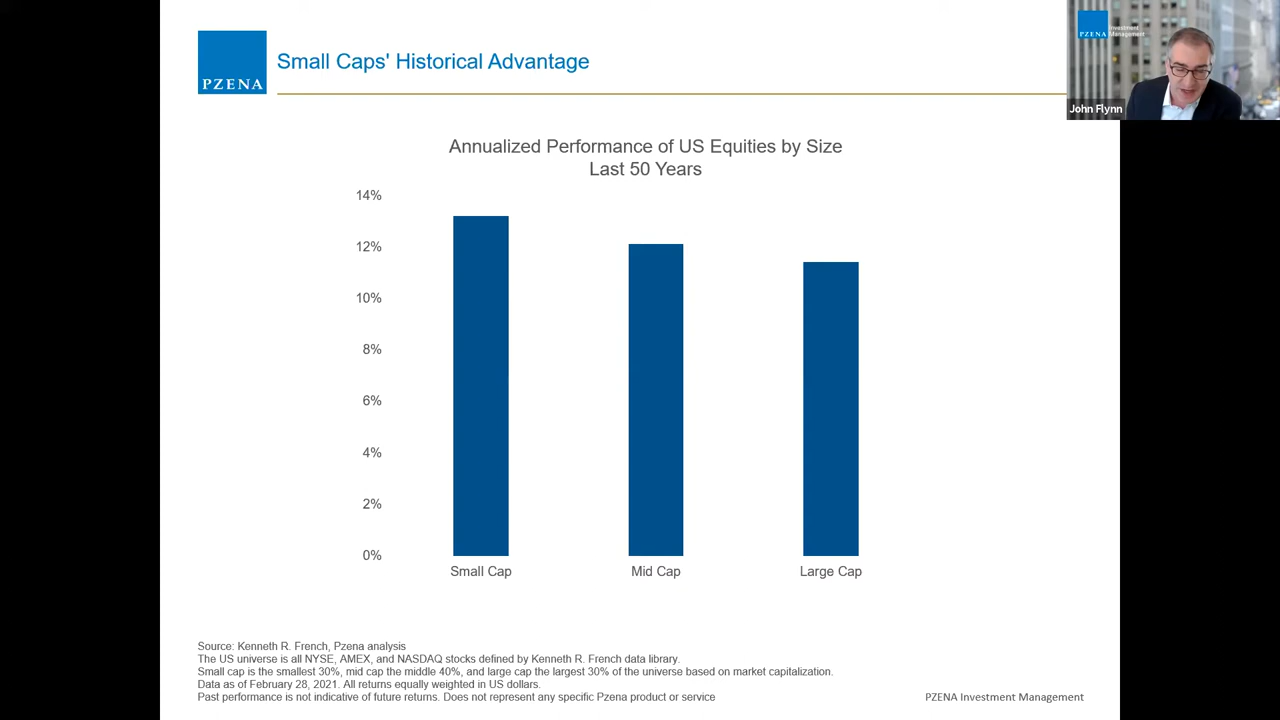 PZENA
Small Caps' Historical Advantage
PZENA Investment
Management
John Flynn
Annualized Performance of US Equities by Size
Last 50 Years
14%
12%
10%
8%
6%
4%
2%
0%
Small Cap
Mid Cap
Large Cap
Source: Kenneth R. French, Pzena analysis
The US universe is all NYSE, AMEX, and NASDAQ stocks defined by Kenneth R. French data library.
Small cap is the smallest 30%, mid cap the middle 40%, and large cap the largest 30% of the universe based on market capitalization.
Data as of February 28, 2021. All returns equally weighted in US dollars.
Past performance is not indicative of future returns. Does not represent any specific Pzena product or service
PZENA Investment Management